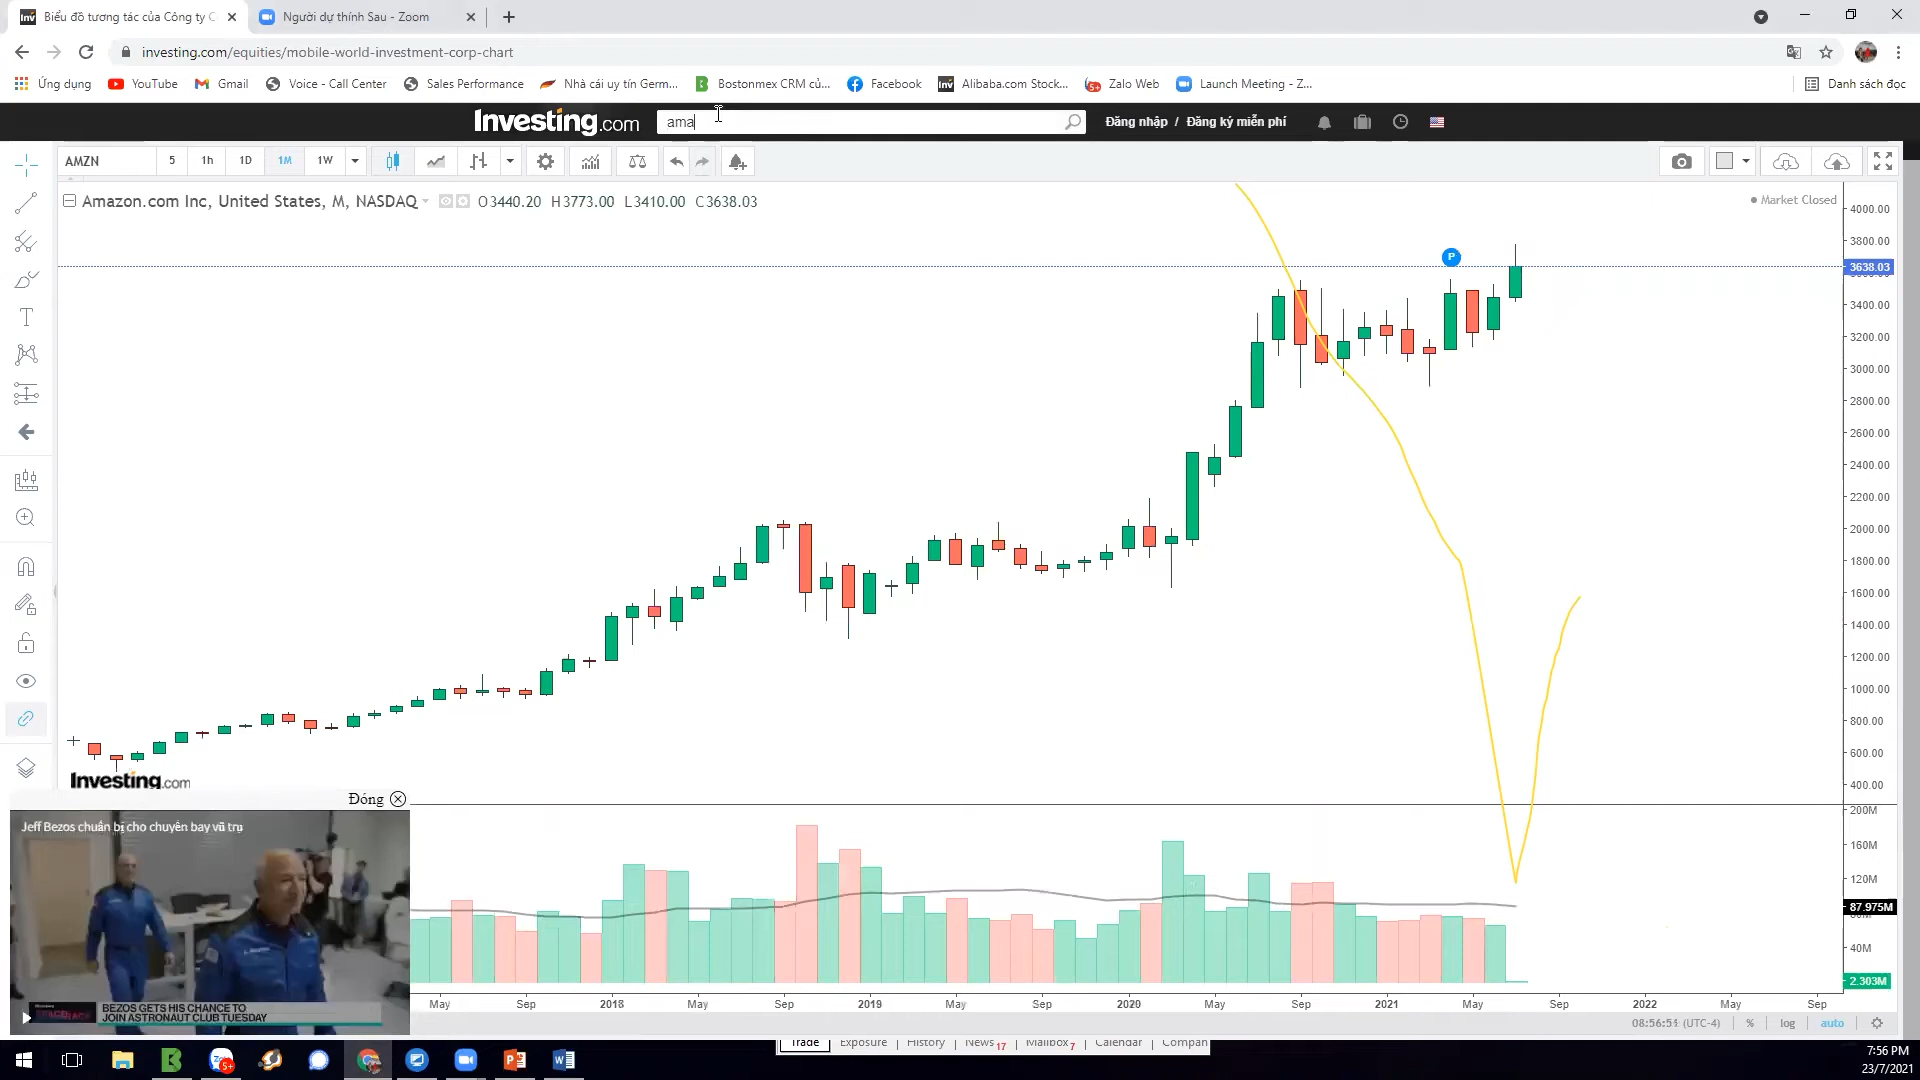 Biểu đồ tương tác của Công ty C
Người dự thính Sau - Zoom
investing.com/equities/mobile-world-investment-corp-chart
Ứng dụng YouTube Gmail Voice - Call Center Sales Performance Nhà cái uy tín Germ... Bostonmex CRM củ... Facebook Alibaba.com Stock... Zalo Web Launch Meeting - Z... Danh sách đọc
Investing.com ama Đăng nhập / Đăng ký miễn phí
AMZN 5 1h 1D 1M 1W
Amazon.com Inc, United States, M, NASDAQ O3440.20 H3773.00 L3410.00 C3638.03
Market Closed
4000.00
3800.00
P
3638.03
3400.00
3200.00
3000.00
2800.00
2600.00
2400.00
2200.00
2000.00
1800.00
1600.00
1400.00
1200.00
1000.00
800.00
600.00
400.00
Investing.com
Đóng
200M
160M
120M
87.975M
40M
2.303M
Jeff Bezos chuẩn bị cho chuyến bay vũ trụ
BEZOS GETS HIS CHANCE TO
JOIN ASTRONAUT CLUB TUESDAY
May Sep 2018 May Sep 2019 May Sep 2020 May Sep 2021 May Sep 2022 May Sep
(UTC-4) % log auto
Trade Exposure History News 17 Mailbox 7 Calendar Compan
7:56 PM
23/7/2021